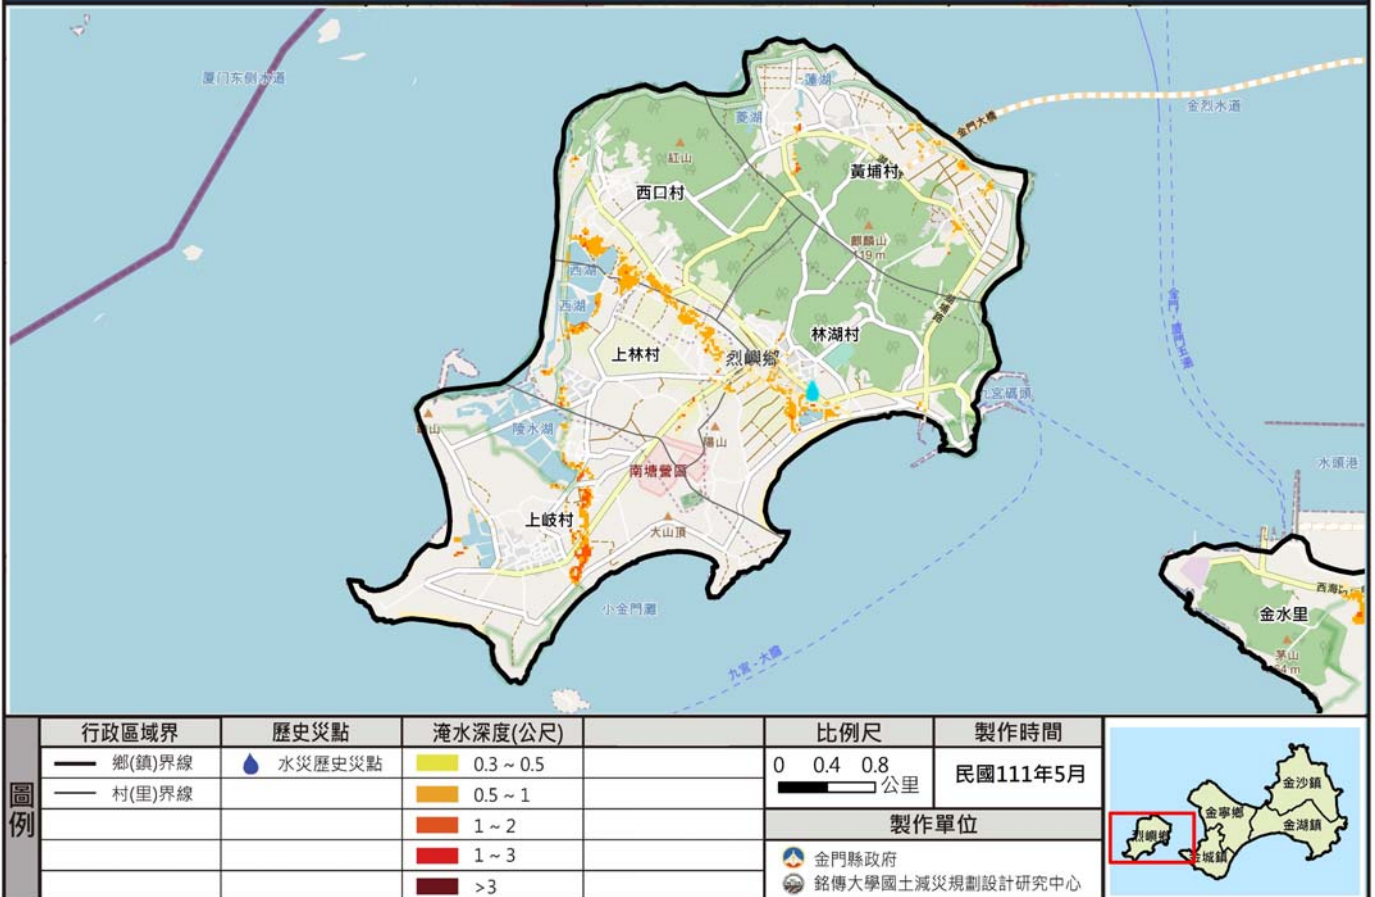 蓮湖
厦门东侧水道
金烈水道
菱湖
金門大橋
紅山
黃埔村
西口村
麒麟山
119 m
西湖
湖埔路
西湖
林湖村
上林村
烈嶼鄉
九宮碼頭
陵水湖
陽山
水頭港
南塘營區
上岐村
大山頂
小金門灘
金水里
茅山
九宮-大膽
圖例
行政區域界
鄉(鎮)界線
村(里)界線
歷史災點
水災歷史災點
淹水深度(公尺)
0.3 ~ 0.5
0.5 ~ 1
1 ~ 2
1 ~ 3
>3
比例尺
0 0.4 0.8
公里
製作時間
民國111年5月
製作單位
金門縣政府
銘傳大學國土減災規劃設計研究中心
金沙鎮
金寧鄉
金湖鎮
烈嶼鄉
金城鎮